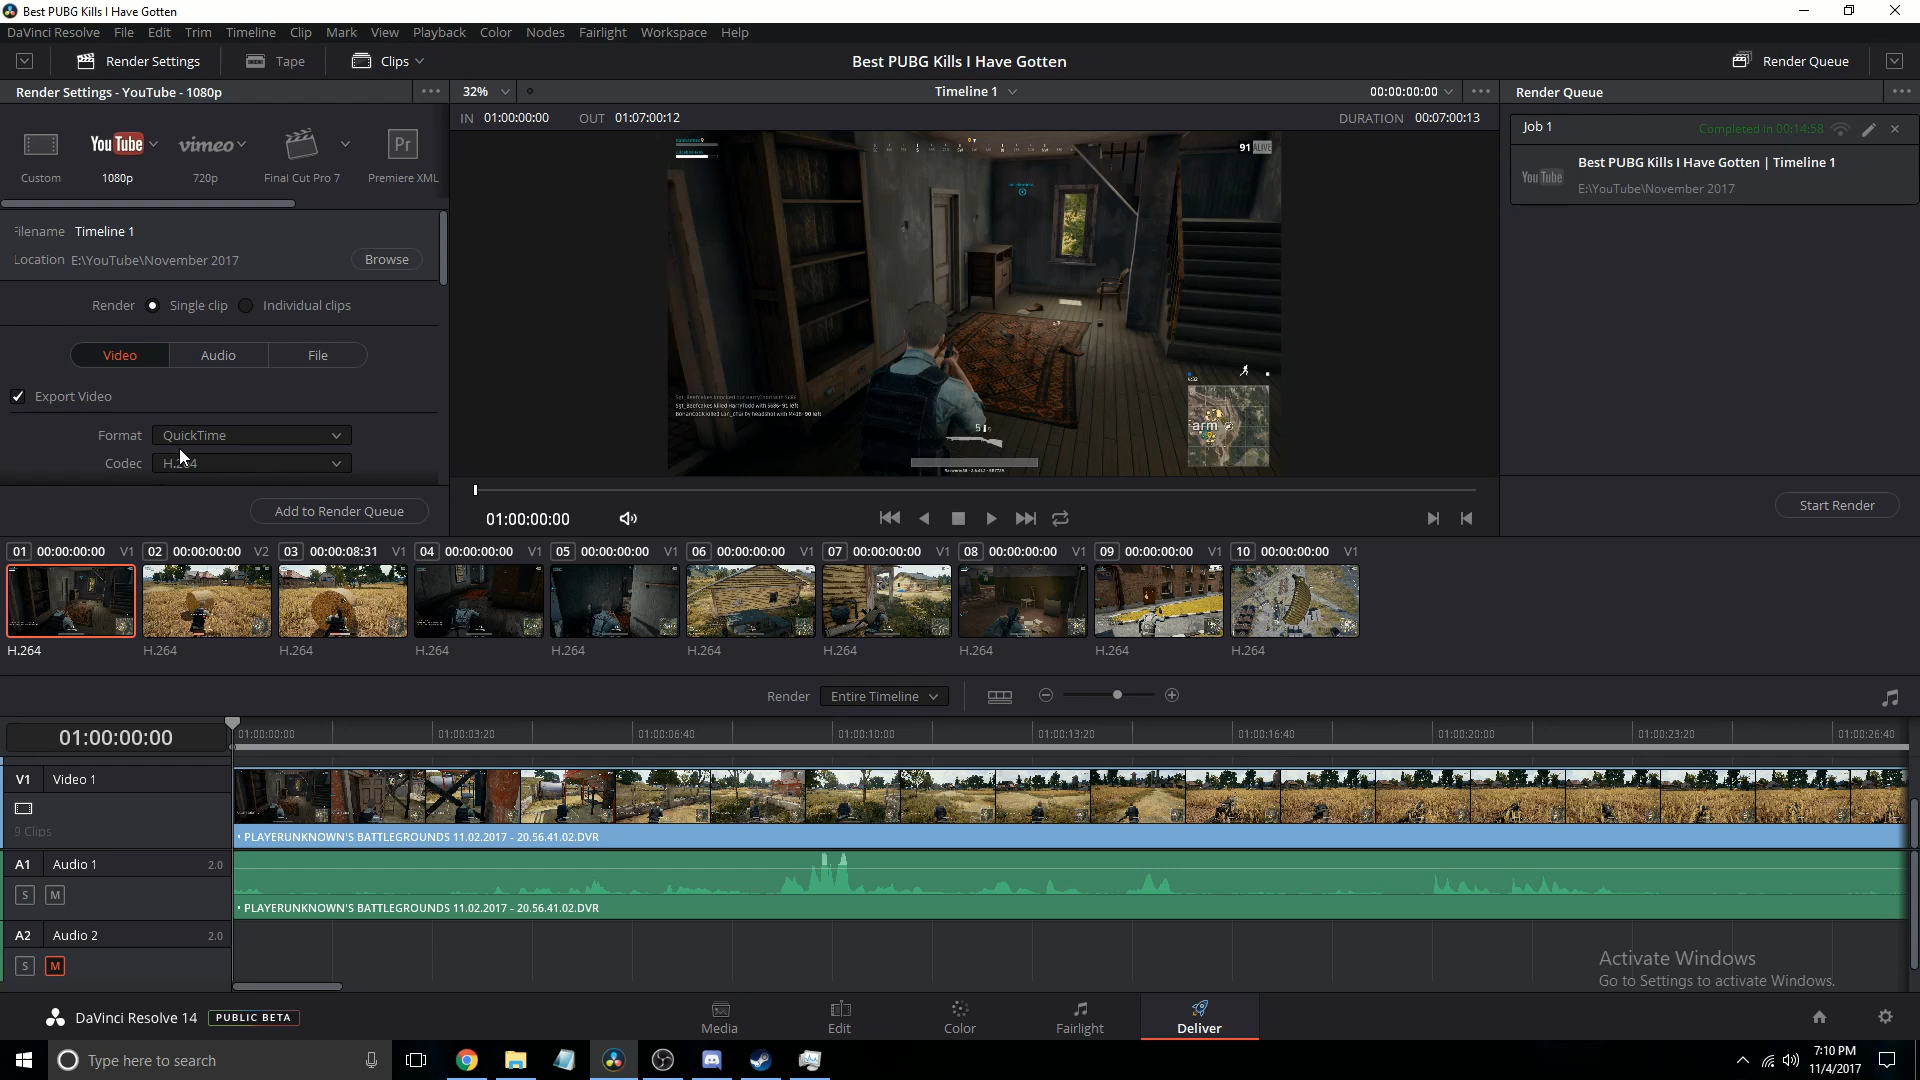 Best PUBG Kills I Have Gotten
DaVinci Resolve File Edit Trim Timeline Clip Mark View Playback Color Nodes Fairlight Workspace Help
Render Settings Tape Clips Best PUBG Kills I Have Gotten Render Queue
Render Settings - YouTube - 1080p 32% Timeline 1 00:00:00:00 Render Queue
IN 01:00:00:00 OUT 01:07:00:12 DURATION 00:07:00:13
Job 1 Completed in 00:14:58
YouTube vimeo Pr
Custom 1080p 720p Final Cut Pro 7 Premiere XML
91 ALIVE
Best PUBG Kills I Have Gotten | Timeline 1
You Tube
E:\YouTube\November 2017
Filename Timeline 1
Location E:\YouTube\November 2017 Browse
Render Single clip Individual clips
Video Audio File
Export Video
Format QuickTime
Codec H.264
Add to Render Queue
01:00:00:00
Start Render
01 00:00:00:00 V1 02 00:00:00:00 V2 03 00:00:08:31 V1 04 00:00:00:00 V1 05 00:00:00:00 V1 06 00:00:00:00 V1 07 00:00:00:00 V1 08 00:00:00:00 V1 09 00:00:00:00 V1 10 00:00:00:00 V1
H.264 H.264 H.264 H.264 H.264 H.264 H.264 H.264 H.264 H.264
Render Entire Timeline
01:00:00:00 01:00:00:00 01:00:03:20 01:00:06:40 01:00:10:00 01:00:13:20 01:00:16:40 01:00:20:00 01:00:23:20 01:00:26:40
V1 Video 1
9 Clips
• PLAYERUNKNOWN'S BATTLEGROUNDS 11.02.2017 - 20.56.41.02.DVR
A1 Audio 1 2.0
S M
• PLAYERUNKNOWN'S BATTLEGROUNDS 11.02.2017 - 20.56.41.02.DVR
A2 Audio 2 2.0
S M
Activate Windows
Go to Settings to activate Windows.
DaVinci Resolve 14 PUBLIC BETA
Media Edit Color Fairlight Deliver
Type here to search
7:10 PM
11/4/2017